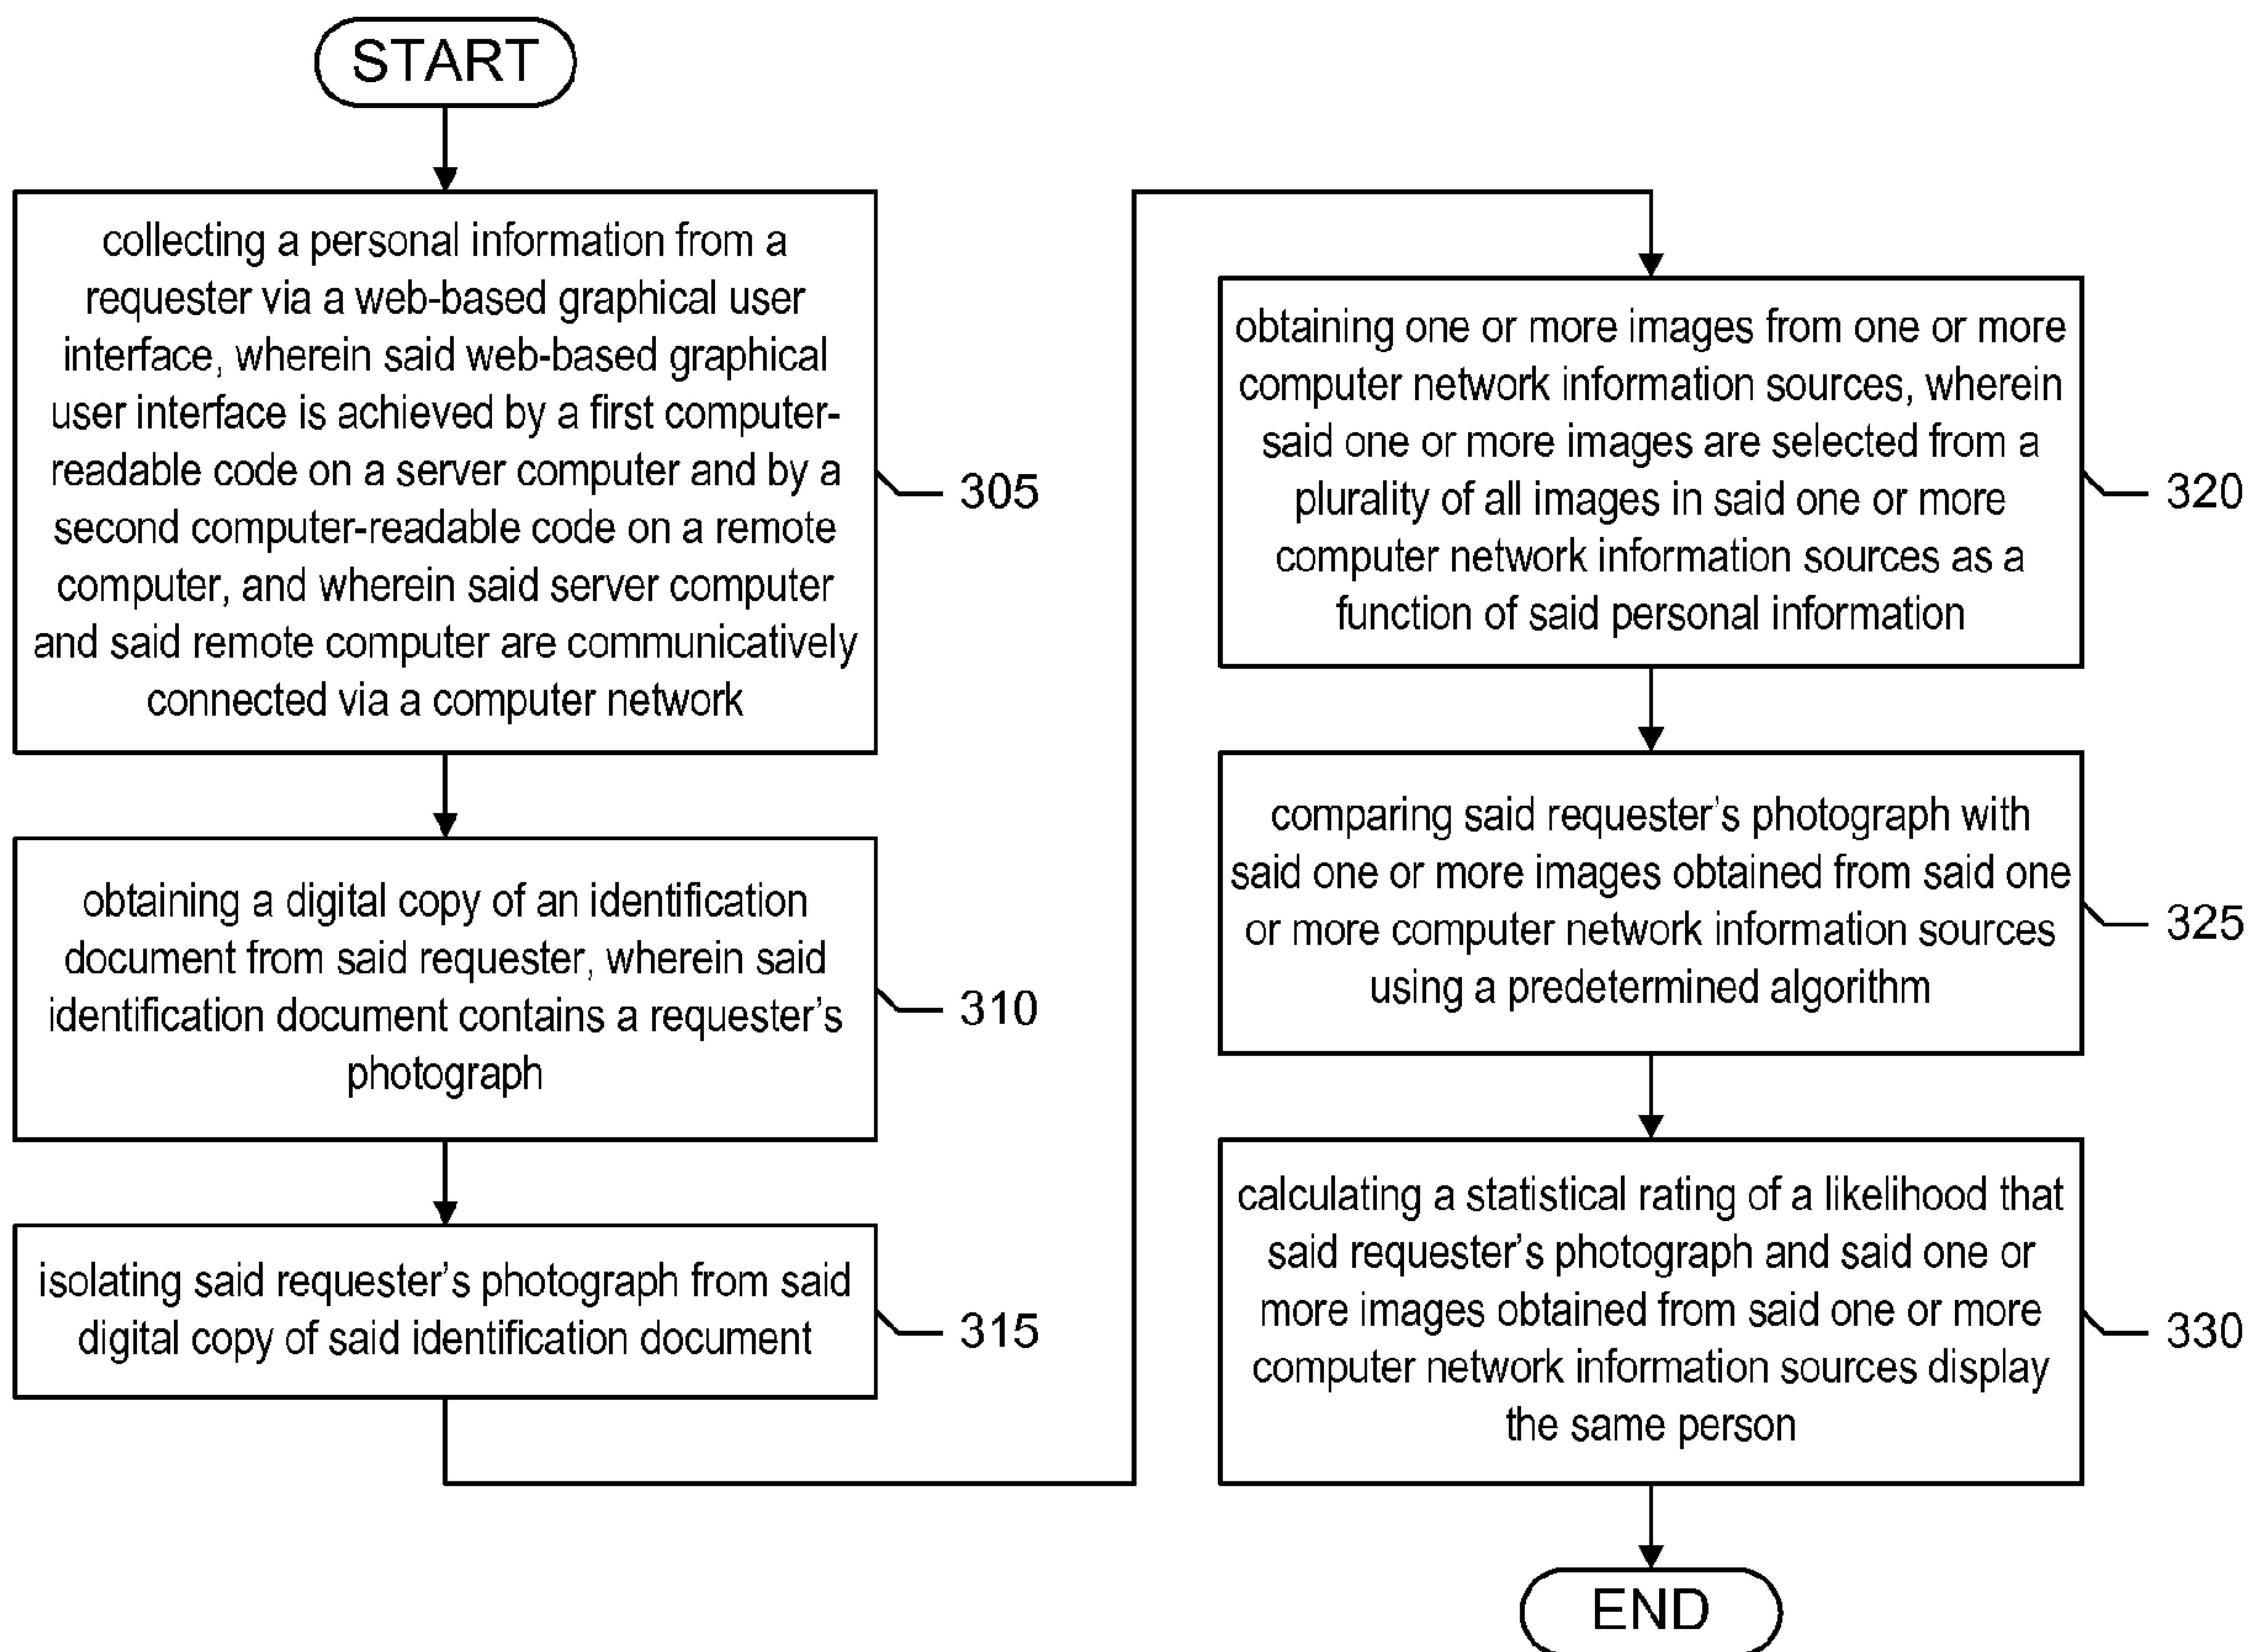 START
collecting a personal information from a
requester via a web-based graphical user
interface, wherein said web-based graphical
user interface is achieved by a first computer-
readable code on a server computer and by a
second computer-readable code on a remote
computer, and wherein said server computer
and said remote computer are communicatively
connected via a computer network
305
obtaining a digital copy of an identification
document from said requester, wherein said
identification document contains a requester's
photograph
310
isolating said requester's photograph from said
digital copy of said identification document
315
obtaining one or more images from one or more
computer network information sources, wherein
said one or more images are selected from a
plurality of all images in said one or more
computer network information sources as a
function of said personal information
320
comparing said requester's photograph with
said one or more images obtained from said one
or more computer network information sources
using a predetermined algorithm
325
calculating a statistical rating of a likelihood that
said requester's photograph and said one or
more images obtained from said one or more
computer network information sources display
the same person
330
END